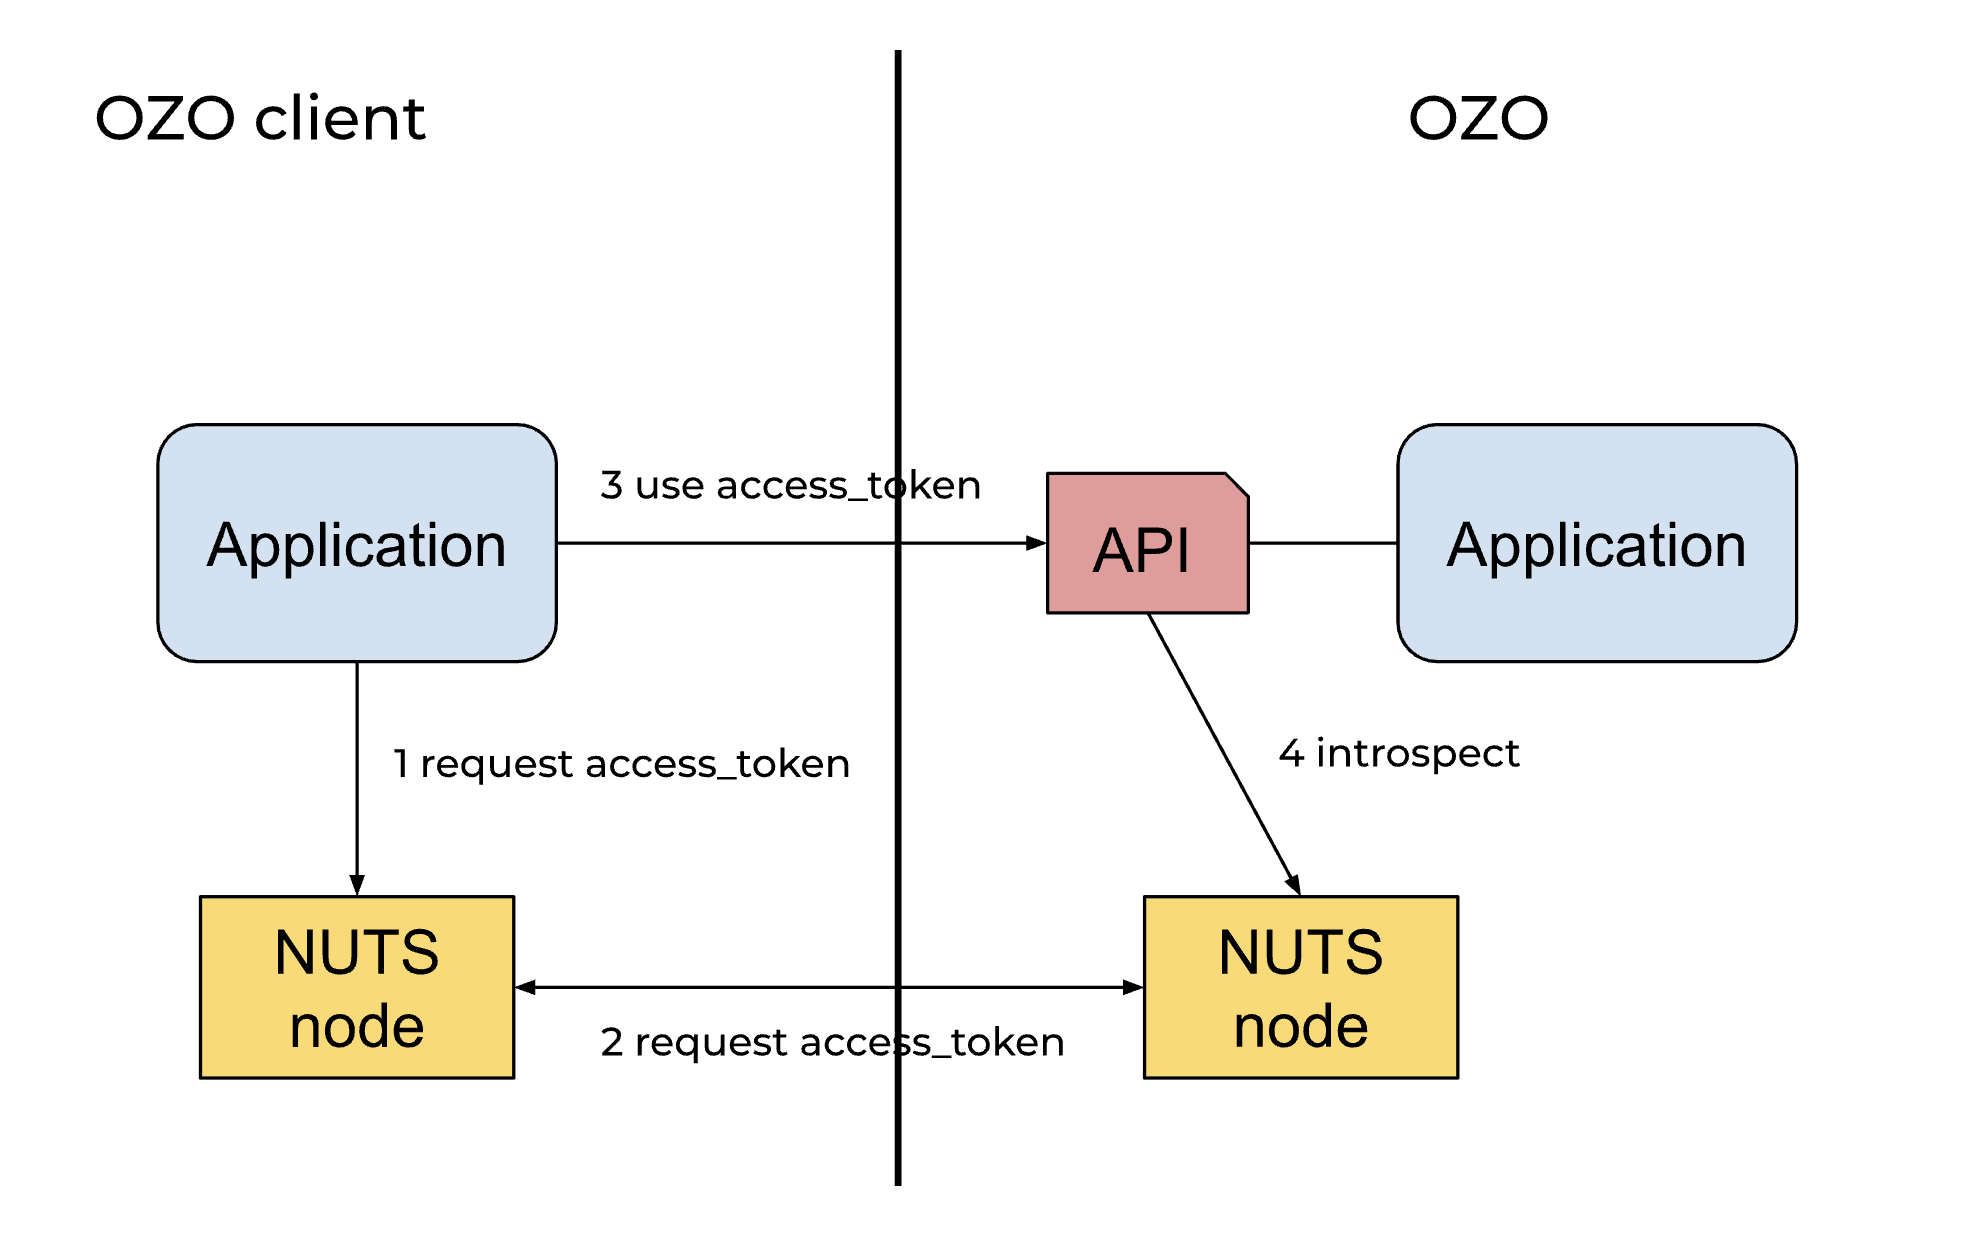 OZO client
OZO
3 use access_token
Application
API
Application
1 request access_token
4 introspect
NUTS
node
NUTS
node
2 request access_token